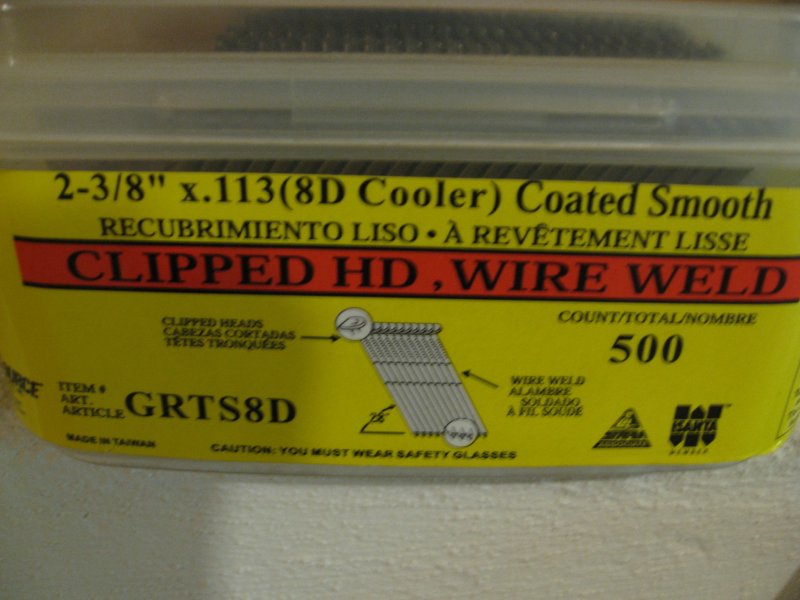 2-3/8" x.113(8D Cooler) Coated Smooth
RECUBRIMIENTO LISO • À REVÊTEMENT LISSE
CLIPPED HD , WIRE WELD
CLIPPED HEADS
CABEZAS CORTADAS
TÊTES TRONQUÉES
COUNT/TOTAL/NOMBRE
500
WIRE WELD
ALAMBRE
SOLDADO
À FIL SOUDÉ
28°
ITEM #
ART.
ARTICLE
GRTS8D
MADE IN TAIWAN
CAUTION: YOU MUST WEAR SAFETY GLASSES
ISANTA
MEMBER